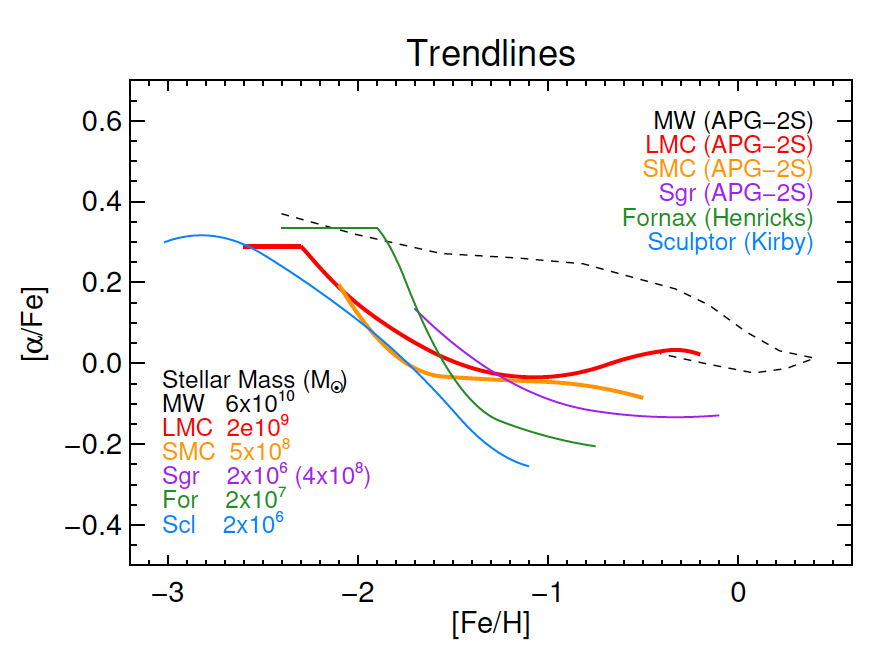 Trendlines
0.6
0.4
0.2
0.0
−0.2
−0.4
[α/Fe]
MW (APG−2S)
LMC (APG−2S)
SMC (APG−2S)
Sgr (APG−2S)
Fornax (Henricks)
Sculptor (Kirby)
Stellar Mass (M☉)
MW 6x10¹⁰
LMC 2e10⁹
SMC 5x10⁸
Sgr 2x10⁶ (4x10⁸)
For 2x10⁷
Scl 2x10⁶
−3 −2 −1 0
[Fe/H]